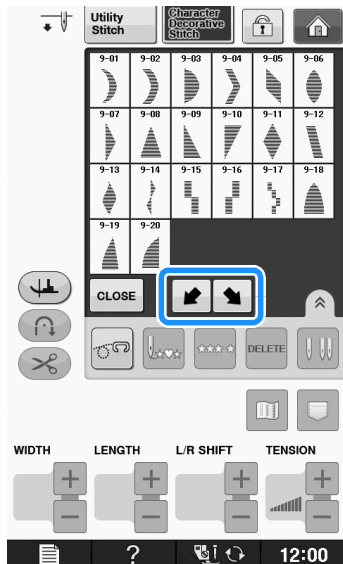 Utility
Stitch
Character
Decorative
Stitch
9-01 9-02 9-03 9-04 9-05 9-06
9-07 9-08 9-09 9-10 9-11 9-12
9-13 9-14 9-15 9-16 9-17 9-18
9-19 9-20
CLOSE
DELETE
WIDTH LENGTH L/R SHIFT TENSION
+ + + +
− − − −
? 12:00